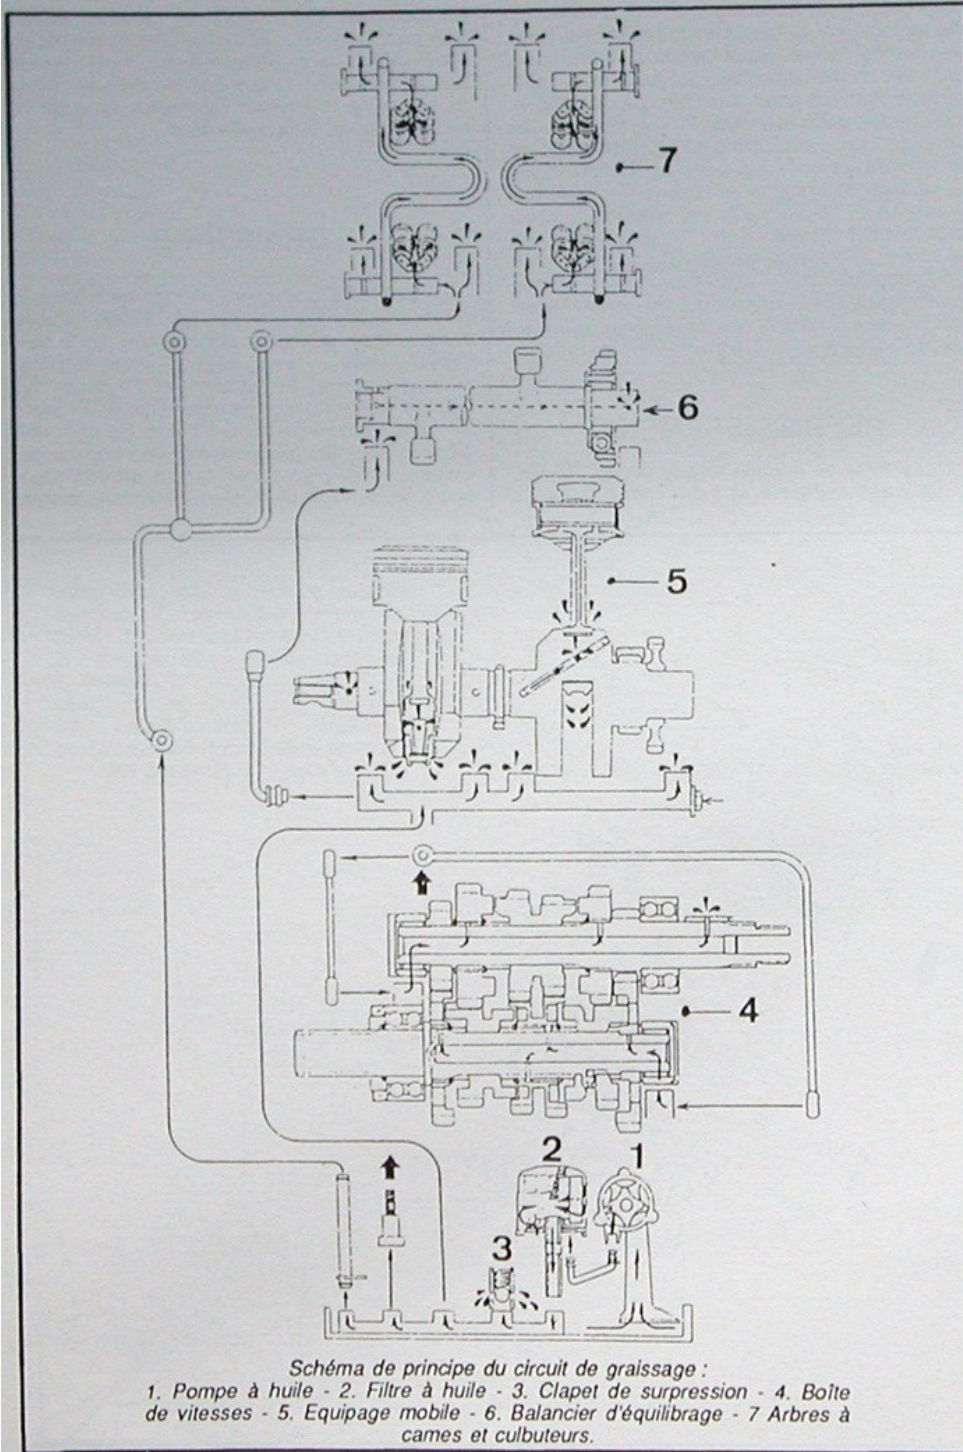 7
6
5
4
2 1
3
Schéma de principe du circuit de graissage :
1. Pompe à huile - 2. Filtre à huile - 3. Clapet de surpression - 4. Boîte
de vitesses - 5. Equipage mobile - 6. Balancier d'équilibrage - 7 Arbres à
cames et culbuteurs.